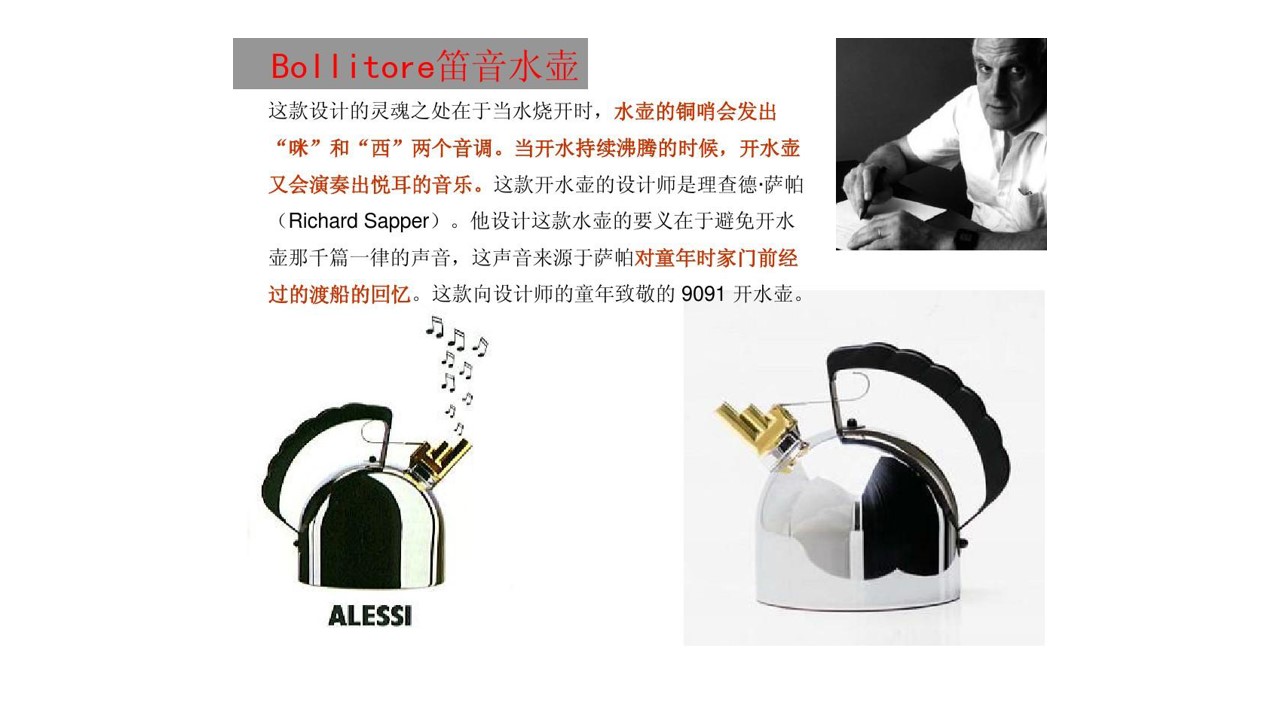 Bollitore笛音水壶
这款设计的灵魂之处在于当水烧开时，水壶的铜哨会发出
“咪”和“西”两个音调。当开水持续沸腾的时候，开水壶
又会演奏出悦耳的音乐。这款开水壶的设计师是理查德·萨帕
（Richard Sapper）。他设计这款水壶的要义在于避免开水
壶那千篇一律的声音，这声音来源于萨帕对童年时家门前经
过的渡船的回忆。这款向设计师的童年致敬的 9091 开水壶。
ALESSI